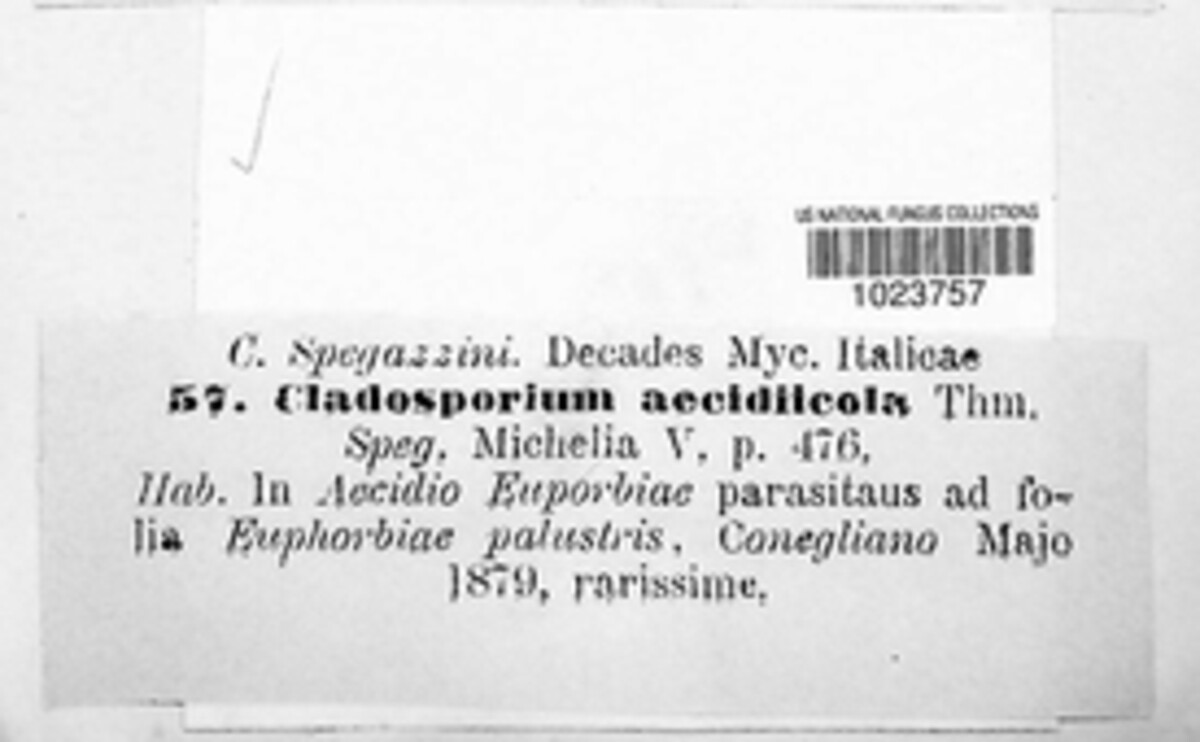 US NATIONAL FUNGUS COLLECTIONS
1023757
C. Spegazzini. Decades Myc. Italicae
57. Cladosporium aecidiicola Thm.
Speg. Michelia V. p. 476.
Hab. In Aecidio Euporbiae parasitaus ad fo-
lia Euphorbiae palustris, Conegliano Majo
1879, rarissime.